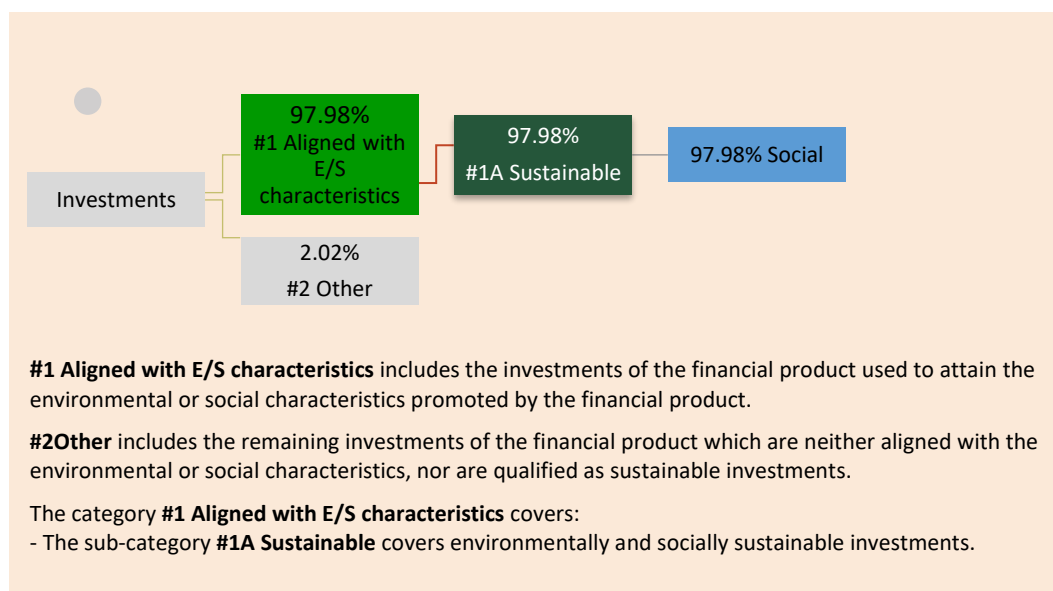 97.98%
#1 Aligned with
E/S
characteristics
97.98%
#1A Sustainable
97.98% Social
Investments
2.02%
#2 Other
#1 Aligned with E/S characteristics includes the investments of the financial product used to attain the
environmental or social characteristics promoted by the financial product.
#2Other includes the remaining investments of the financial product which are neither aligned with the
environmental or social characteristics, nor are qualified as sustainable investments.
The category #1 Aligned with E/S characteristics covers:
- The sub-category #1A Sustainable covers environmentally and socially sustainable investments.